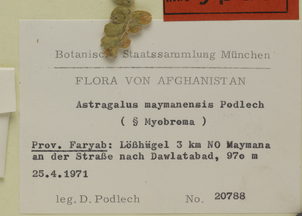 Botanische Staatssammlung München
FLORA VON AFGHANISTAN
Astragalus maymanensis Podlech
( § Myobroma )
Prov. Faryab: Lößhügel 3 km NO Maymana
an der Straße nach Dawlatabad, 970 m
25.4.1971
leg. D. Podlech No. 20788